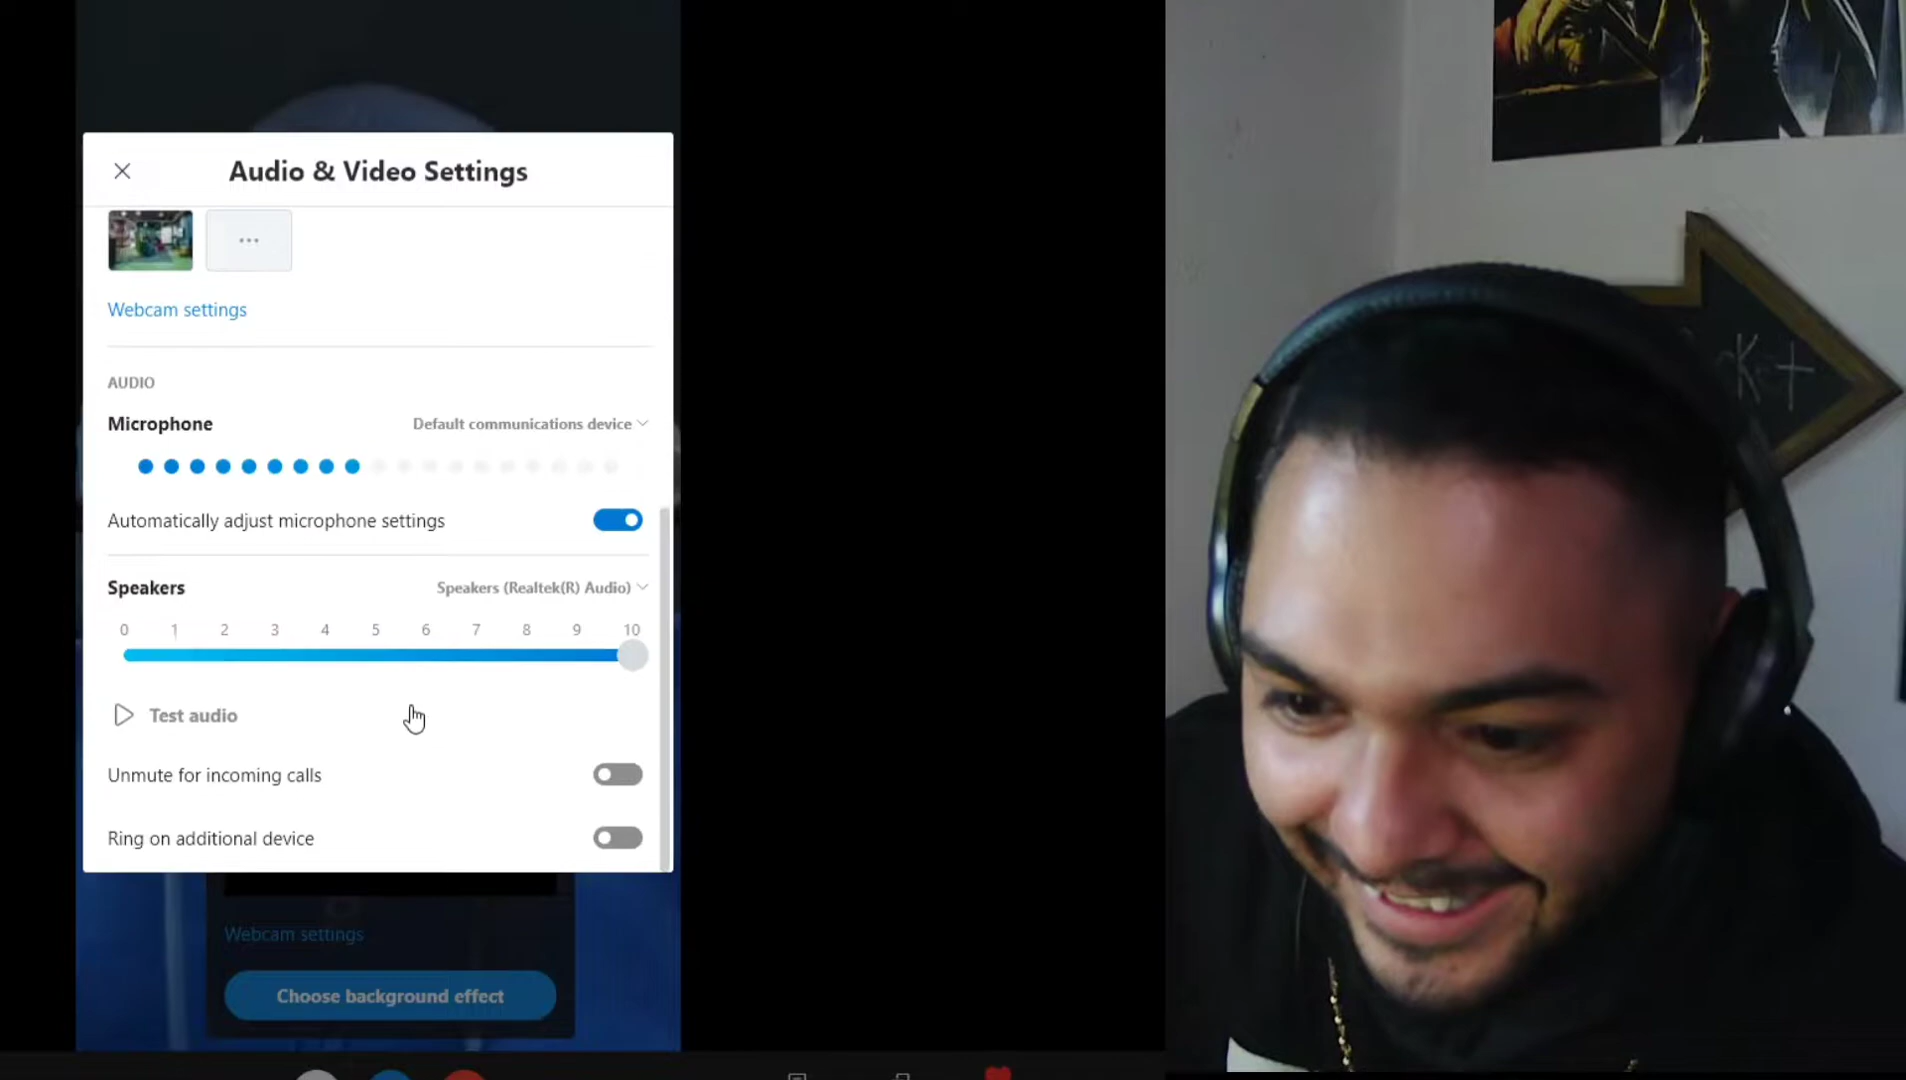 Audio & Video Settings
Webcam settings
AUDIO
Microphone
Default communications device
Automatically adjust microphone settings
Speakers
Speakers (Realtek(R) Audio)
0 1 2 3 4 5 6 7 8 9 10
Test audio
Unmute for incoming calls
Ring on additional device
Webcam settings
Choose background effect